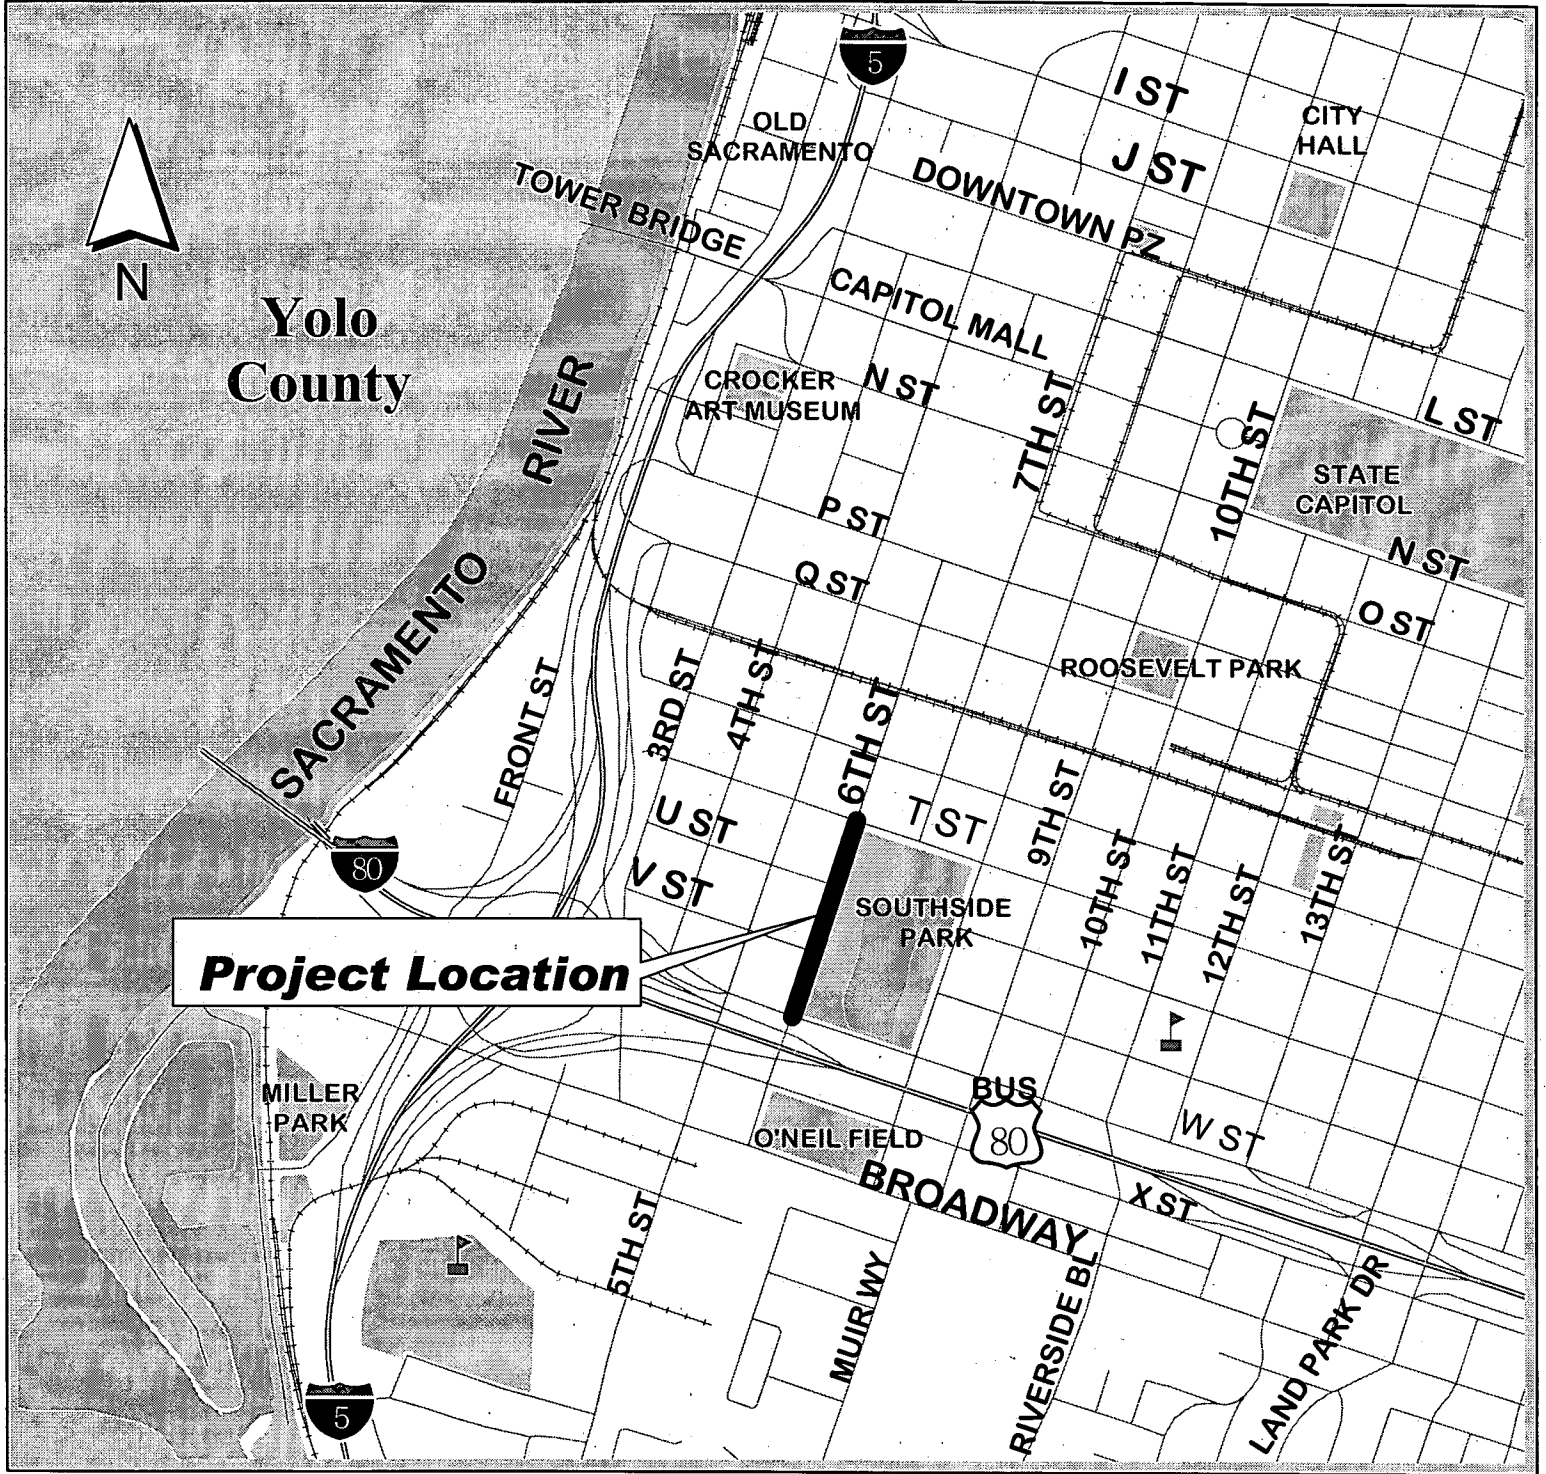 5
I ST
CITY
HALL
OLD
SACRAMENTO
J ST
DOWNTOWN PZ
TOWER BRIDGE
N
Yolo
County
CAPITOL MALL
CROCKER
ART MUSEUM
N ST
7TH ST
10TH ST
L ST
STATE
CAPITOL
N ST
SACRAMENTO RIVER
P ST
Q ST
O ST
ROOSEVELT PARK
FRONT ST
3RD ST
4TH ST
6TH ST
T ST
U ST
V ST
9TH ST
10TH ST
11TH ST
12TH ST
13TH ST
80
SOUTHSIDE
PARK
Project Location
MILLER
PARK
BUS
80
O'NEIL FIELD
W ST
BROADWAY
X ST
5TH ST
MUIR WY
RIVERSIDE BL
LAND PARK DR
5